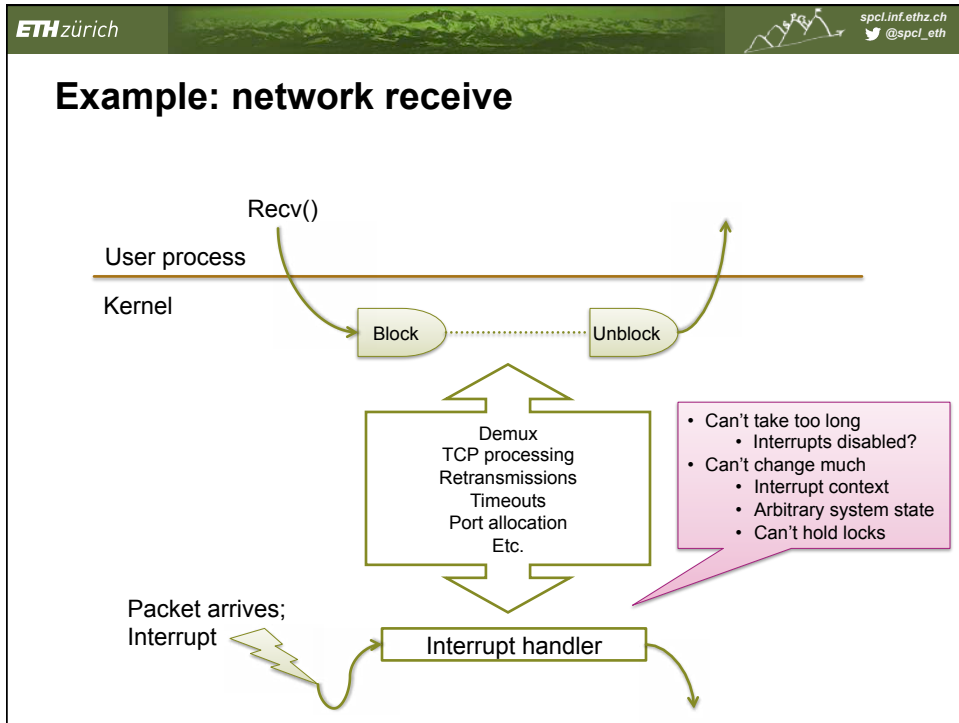 ETH zürich
spcl.inf.ethz.ch
@spcl_eth
Example: network receive
Recv()
User process
Kernel
Block
Unblock
Demux
TCP processing
Retransmissions
Timeouts
Port allocation
Etc.
• Can't take too long
• Interrupts disabled?
• Can't change much
• Interrupt context
• Arbitrary system state
• Can't hold locks
Packet arrives;
Interrupt
Interrupt handler